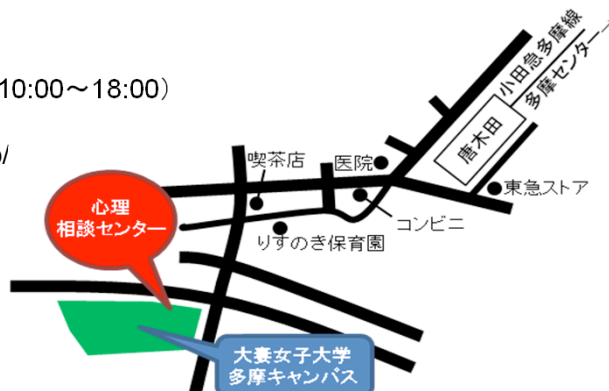 10:00～18:00）
o/
小田急多摩線
多摩センター
唐木田
喫茶店
医院
東急ストア
コンビニ
りすのき保育園
心理
相談センター
大妻女子大学
多摩キャンパス